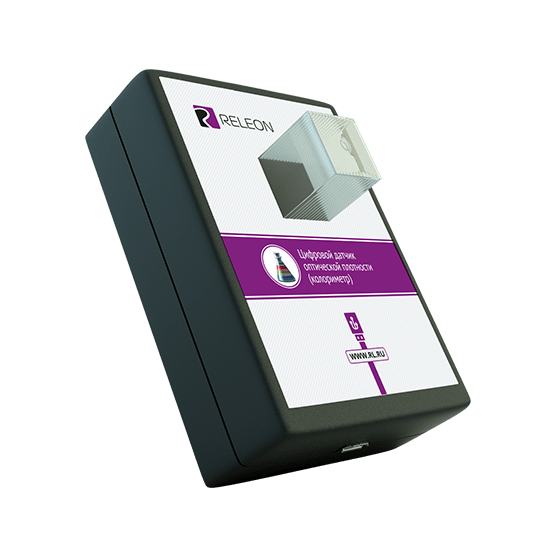 RELEON
Цифровой датчик
оптической плотности
(колориметр)
WWW.RL.RU